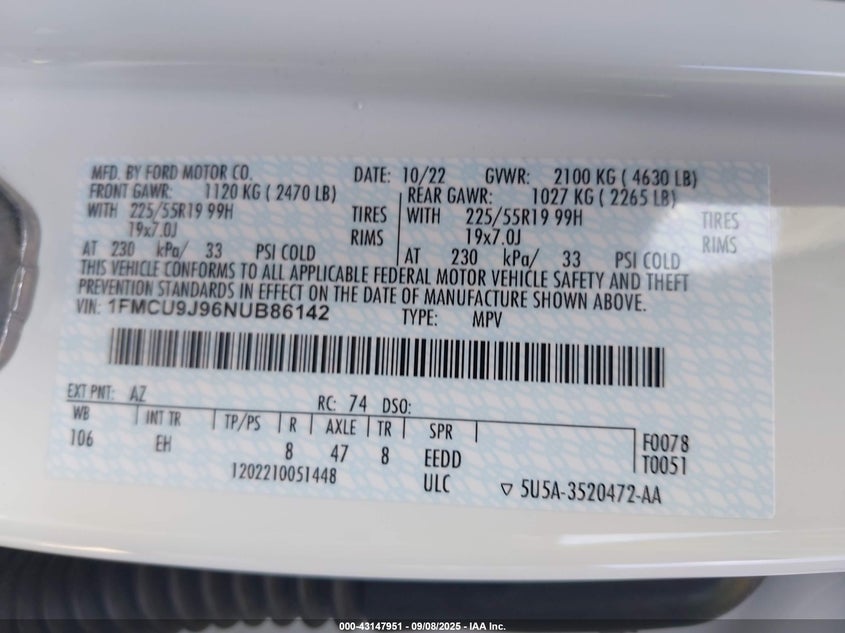 MFD. BY FORD MOTOR CO. DATE: 10/22 GVWR: 2100 KG ( 4630 LB)
FRONT GAWR: 1120 KG ( 2470 LB) REAR GAWR: 1027 KG ( 2265 LB)
WITH 225/55R19 99H TIRES WITH 225/55R19 99H TIRES
19x7.0J RIMS 19x7.0J RIMS
AT 230 kPa/ 33 PSI COLD AT 230 kPa/ 33 PSI COLD
THIS VEHICLE CONFORMS TO ALL APPLICABLE FEDERAL MOTOR VEHICLE SAFETY AND THEFT
PREVENTION STANDARDS IN EFFECT ON THE DATE OF MANUFACTURE SHOWN ABOVE.
VIN: 1FMCU9J96NUB86142 TYPE: MPV
EXT PNT: AZ RC: 74 DSO:
WB INT TR TP/PS R AXLE TR SPR F0078
106 EH 8 47 8 EEDD T0051
1202210051448 ULC ▽ 5U5A-3520472-AA
000-43147951 - 09/08/2025 - IAA Inc.